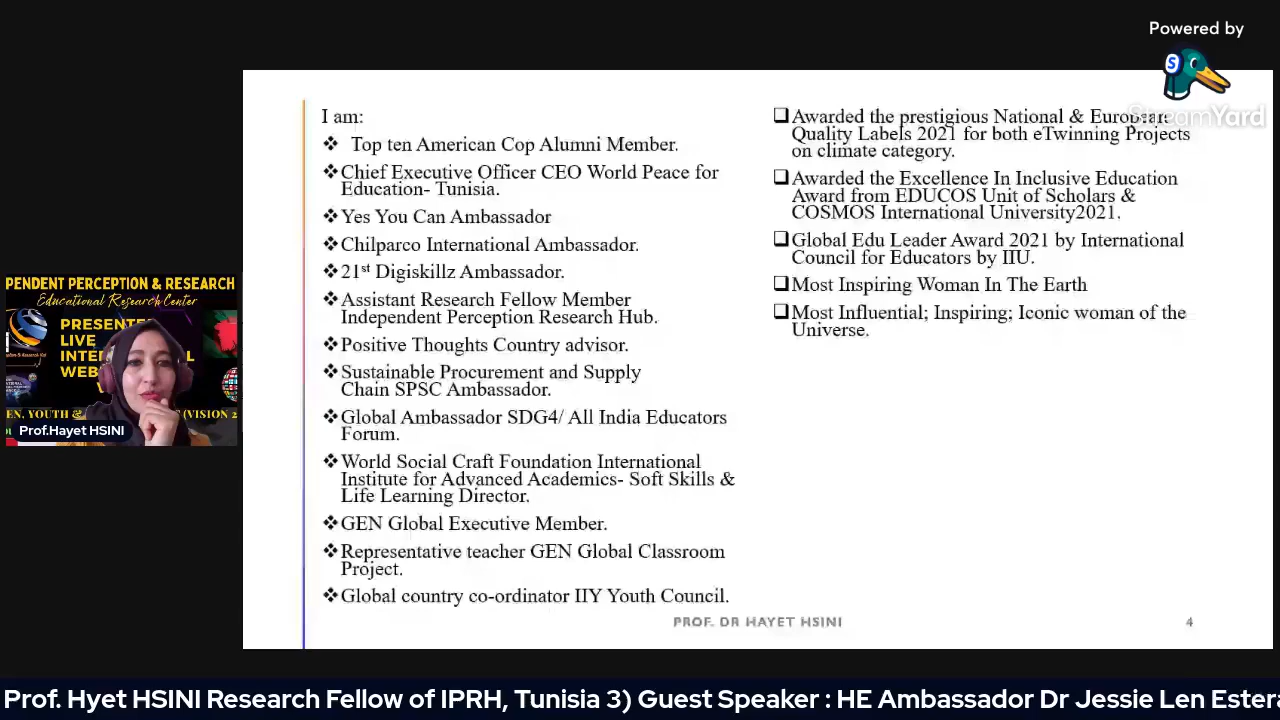 Powered by
StreamYard
I am:
❖ Top ten American Cop Alumni Member.
❖ Chief Executive Officer CEO World Peace for
Education- Tunisia.
❖ Yes You Can Ambassador
❖ Chilparco International Ambassador.
❖ 21st Digiskillz Ambassador.
❖ Assistant Research Fellow Member
Independent Perception Research Hub.
❖ Positive Thoughts Country advisor.
❖ Sustainable Procurement and Supply
Chain SPSC Ambassador.
❖ Global Ambassador SDG4/ All India Educators
Forum.
❖ World Social Craft Foundation International
Institute for Advanced Academics- Soft Skills &
Life Learning Director.
❖ GEN Global Executive Member.
❖ Representative teacher GEN Global Classroom
Project.
❖ Global country co-ordinator IIY Youth Council.
❑ Awarded the prestigious National & European
Quality Labels 2021 for both eTwinning Projects
on climate category.
❑ Awarded the Excellence In Inclusive Education
Award from EDUCOS Unit of Scholars &
COSMOS International University2021.
❑ Global Edu Leader Award 2021 by International
Council for Educators by IIU.
❑ Most Inspiring Woman In The Earth
❑ Most Influential; Inspiring; Iconic woman of the
Universe.
PROF. DR HAYET HSINI
4
PENDENT PERCEPTION & RESEARCH
Educational Research Center
PRESENTE
LIVE
INTE
WEB
Prof.Hayet HSINI
Prof. Hyet HSINI Research Fellow of IPRH, Tunisia 3) Guest Speaker : HE Ambassador Dr Jessie Len Ester